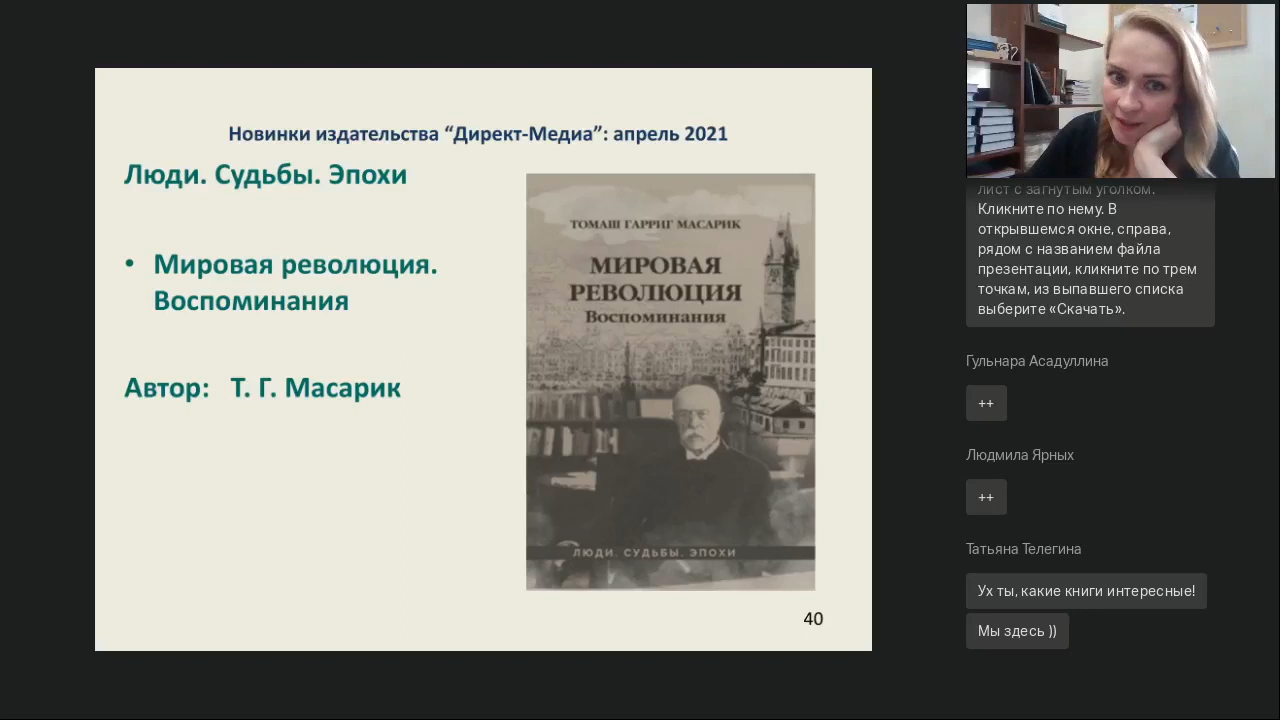 Новинки издательства “Директ-Медиа”: апрель 2021
Люди. Судьбы. Эпохи
• Мировая революция.
Воспоминания
Автор: Т. Г. Масарик
ТОМАШ ГАРРИГ МАСАРИК
МИРОВАЯ
РЕВОЛЮЦИЯ
Воспоминания
ЛЮДИ. СУДЬБЫ. ЭПОХИ
40
лист с загнутым уголком.
Кликните по нему. В
открывшемся окне, справа,
рядом с названием файла
презентации, кликните по трем
точкам, из выпавшего списка
выберите «Скачать».
Гульнара Асадуллина
++
Людмила Ярных
++
Татьяна Телегина
Ух ты, какие книги интересные!
Мы здесь ))